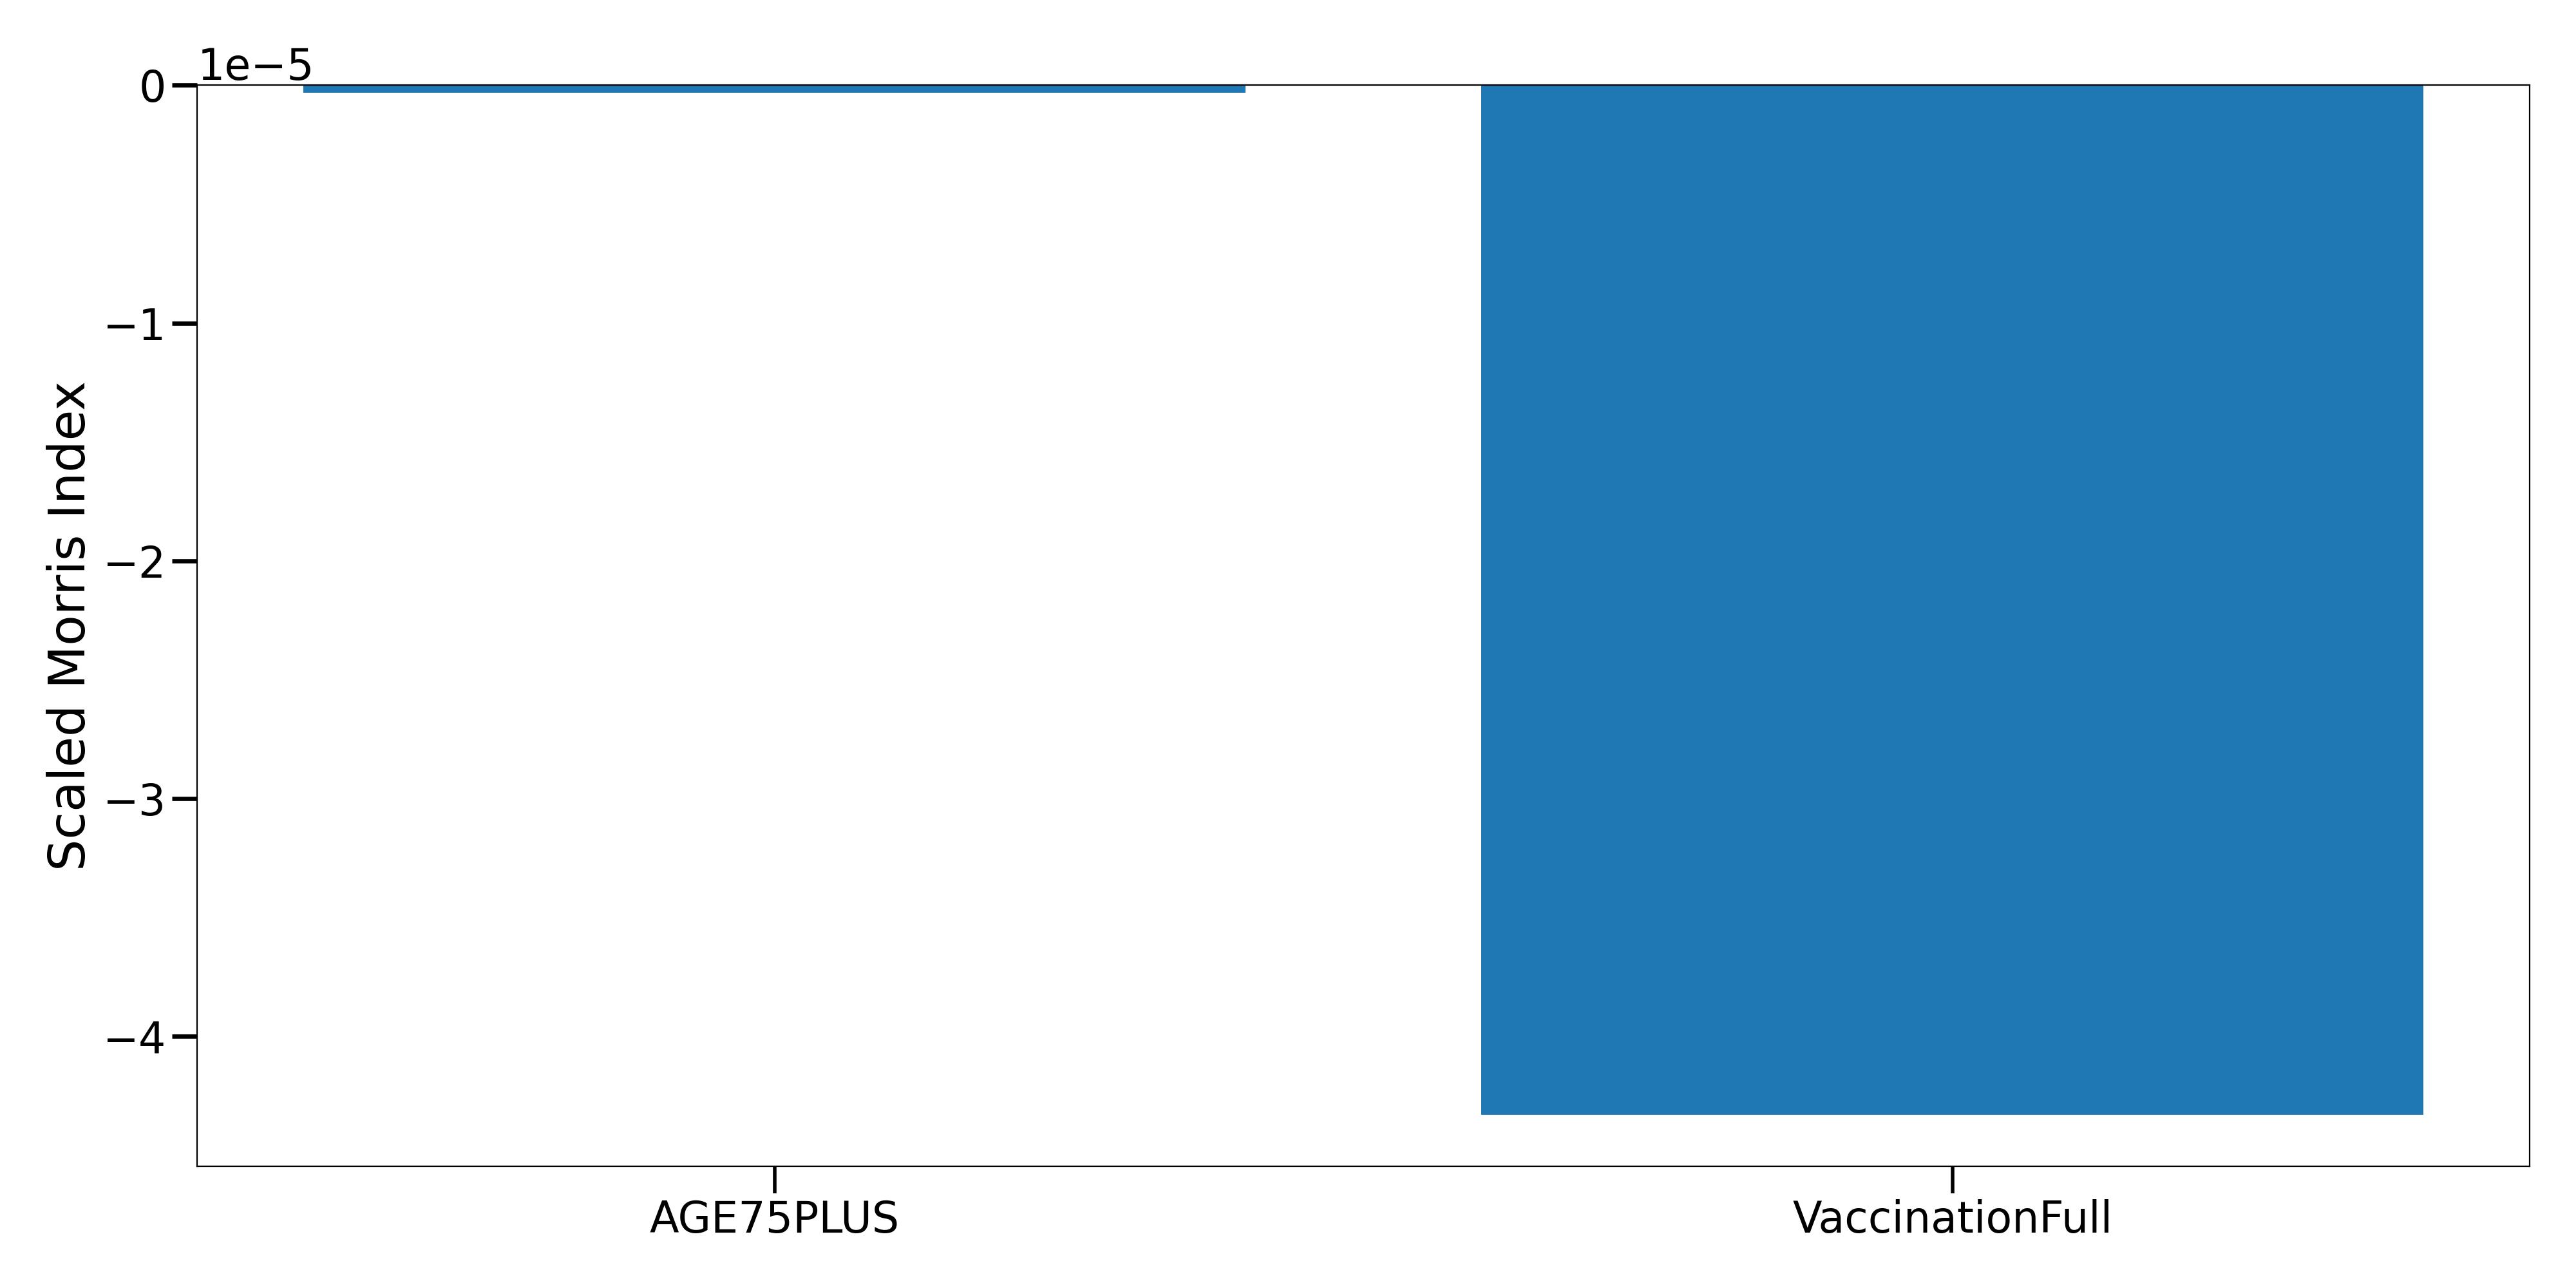 1e−5
0
−1
−2
−3
−4
Scaled Morris Index
AGE75PLUS
VaccinationFull